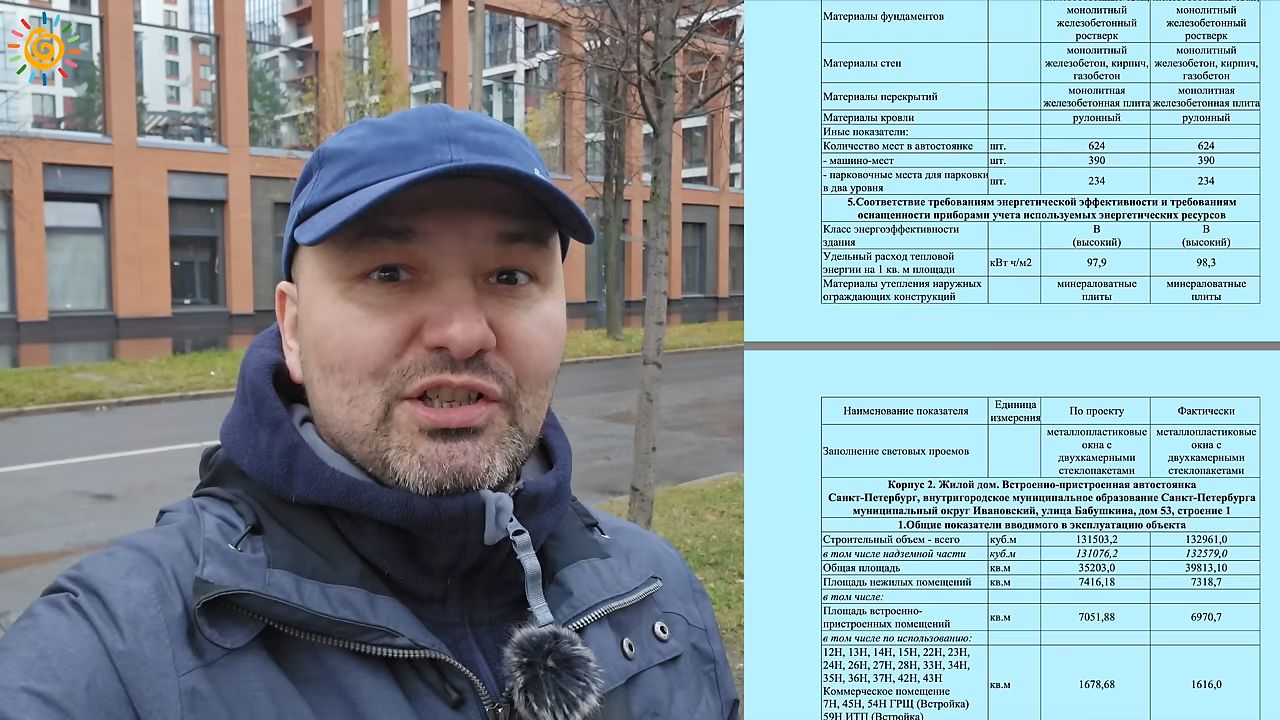 монолитный монолитный
Материалы фундаментов железобетонный железобетонный
ростверк ростверк
монолитный монолитный
Материалы стен железобетон, кирпич, железобетон, кирпич,
газобетон газобетон
Материалы перекрытий монолитная монолитная
железобетонная плита железобетонная плита
Материалы кровли рулонный рулонный
Иные показатели:
Количество мест в автостоянке шт. 624 624
- машино-мест шт. 390 390
- парковочные места для парковки
в два уровня шт. 234 234
5.Соответствие требованиям энергетической эффективности и требованиям
оснащенности приборами учета используемых энергетических ресурсов
Класс энергоэффективности В В
здания (высокий) (высокий)
Удельный расход тепловой
энергии на 1 кв. м площади кВт ч/м2 97,9 98,3
Материалы утепления наружных минераловатные минераловатные
ограждающих конструкций плиты плиты
Наименование показателя Единица измерения По проекту Фактически
металлопластиковые металлопластиковые
окна с окна с
Заполнение световых проемов двухкамерными двухкамерными
стеклопакетами стеклопакетами
Корпус 2. Жилой дом. Встроенно-пристроенная автостоянка
Санкт-Петербург, внутригородское муниципальное образование Санкт-Петербурга
муниципальный округ Ивановский, улица Бабушкина, дом 53, строение 1
1.Общие показатели вводимого в эксплуатацию объекта
Строительный объем - всего куб.м 131503,2 132961,0
в том числе надземной части куб.м 131076,2 132579,0
Общая площадь кв.м 35203,0 39813,10
Площадь нежилых помещений кв.м 7416,18 7318,7
в том числе:
Площадь встроенно-
пристроенных помещений кв.м 7051,88 6970,7
в том числе по использованию:
12Н, 13Н, 14Н, 15Н, 22Н, 23Н,
24Н, 26Н, 27Н, 28Н, 33Н, 34Н,
35Н, 36Н, 37Н, 42Н, 43Н
Коммерческое помещение кв.м 1678,68 1616,0
7Н, 45Н, 54Н ГРЩ (Встройка)
59Н ИТП (Встройка)